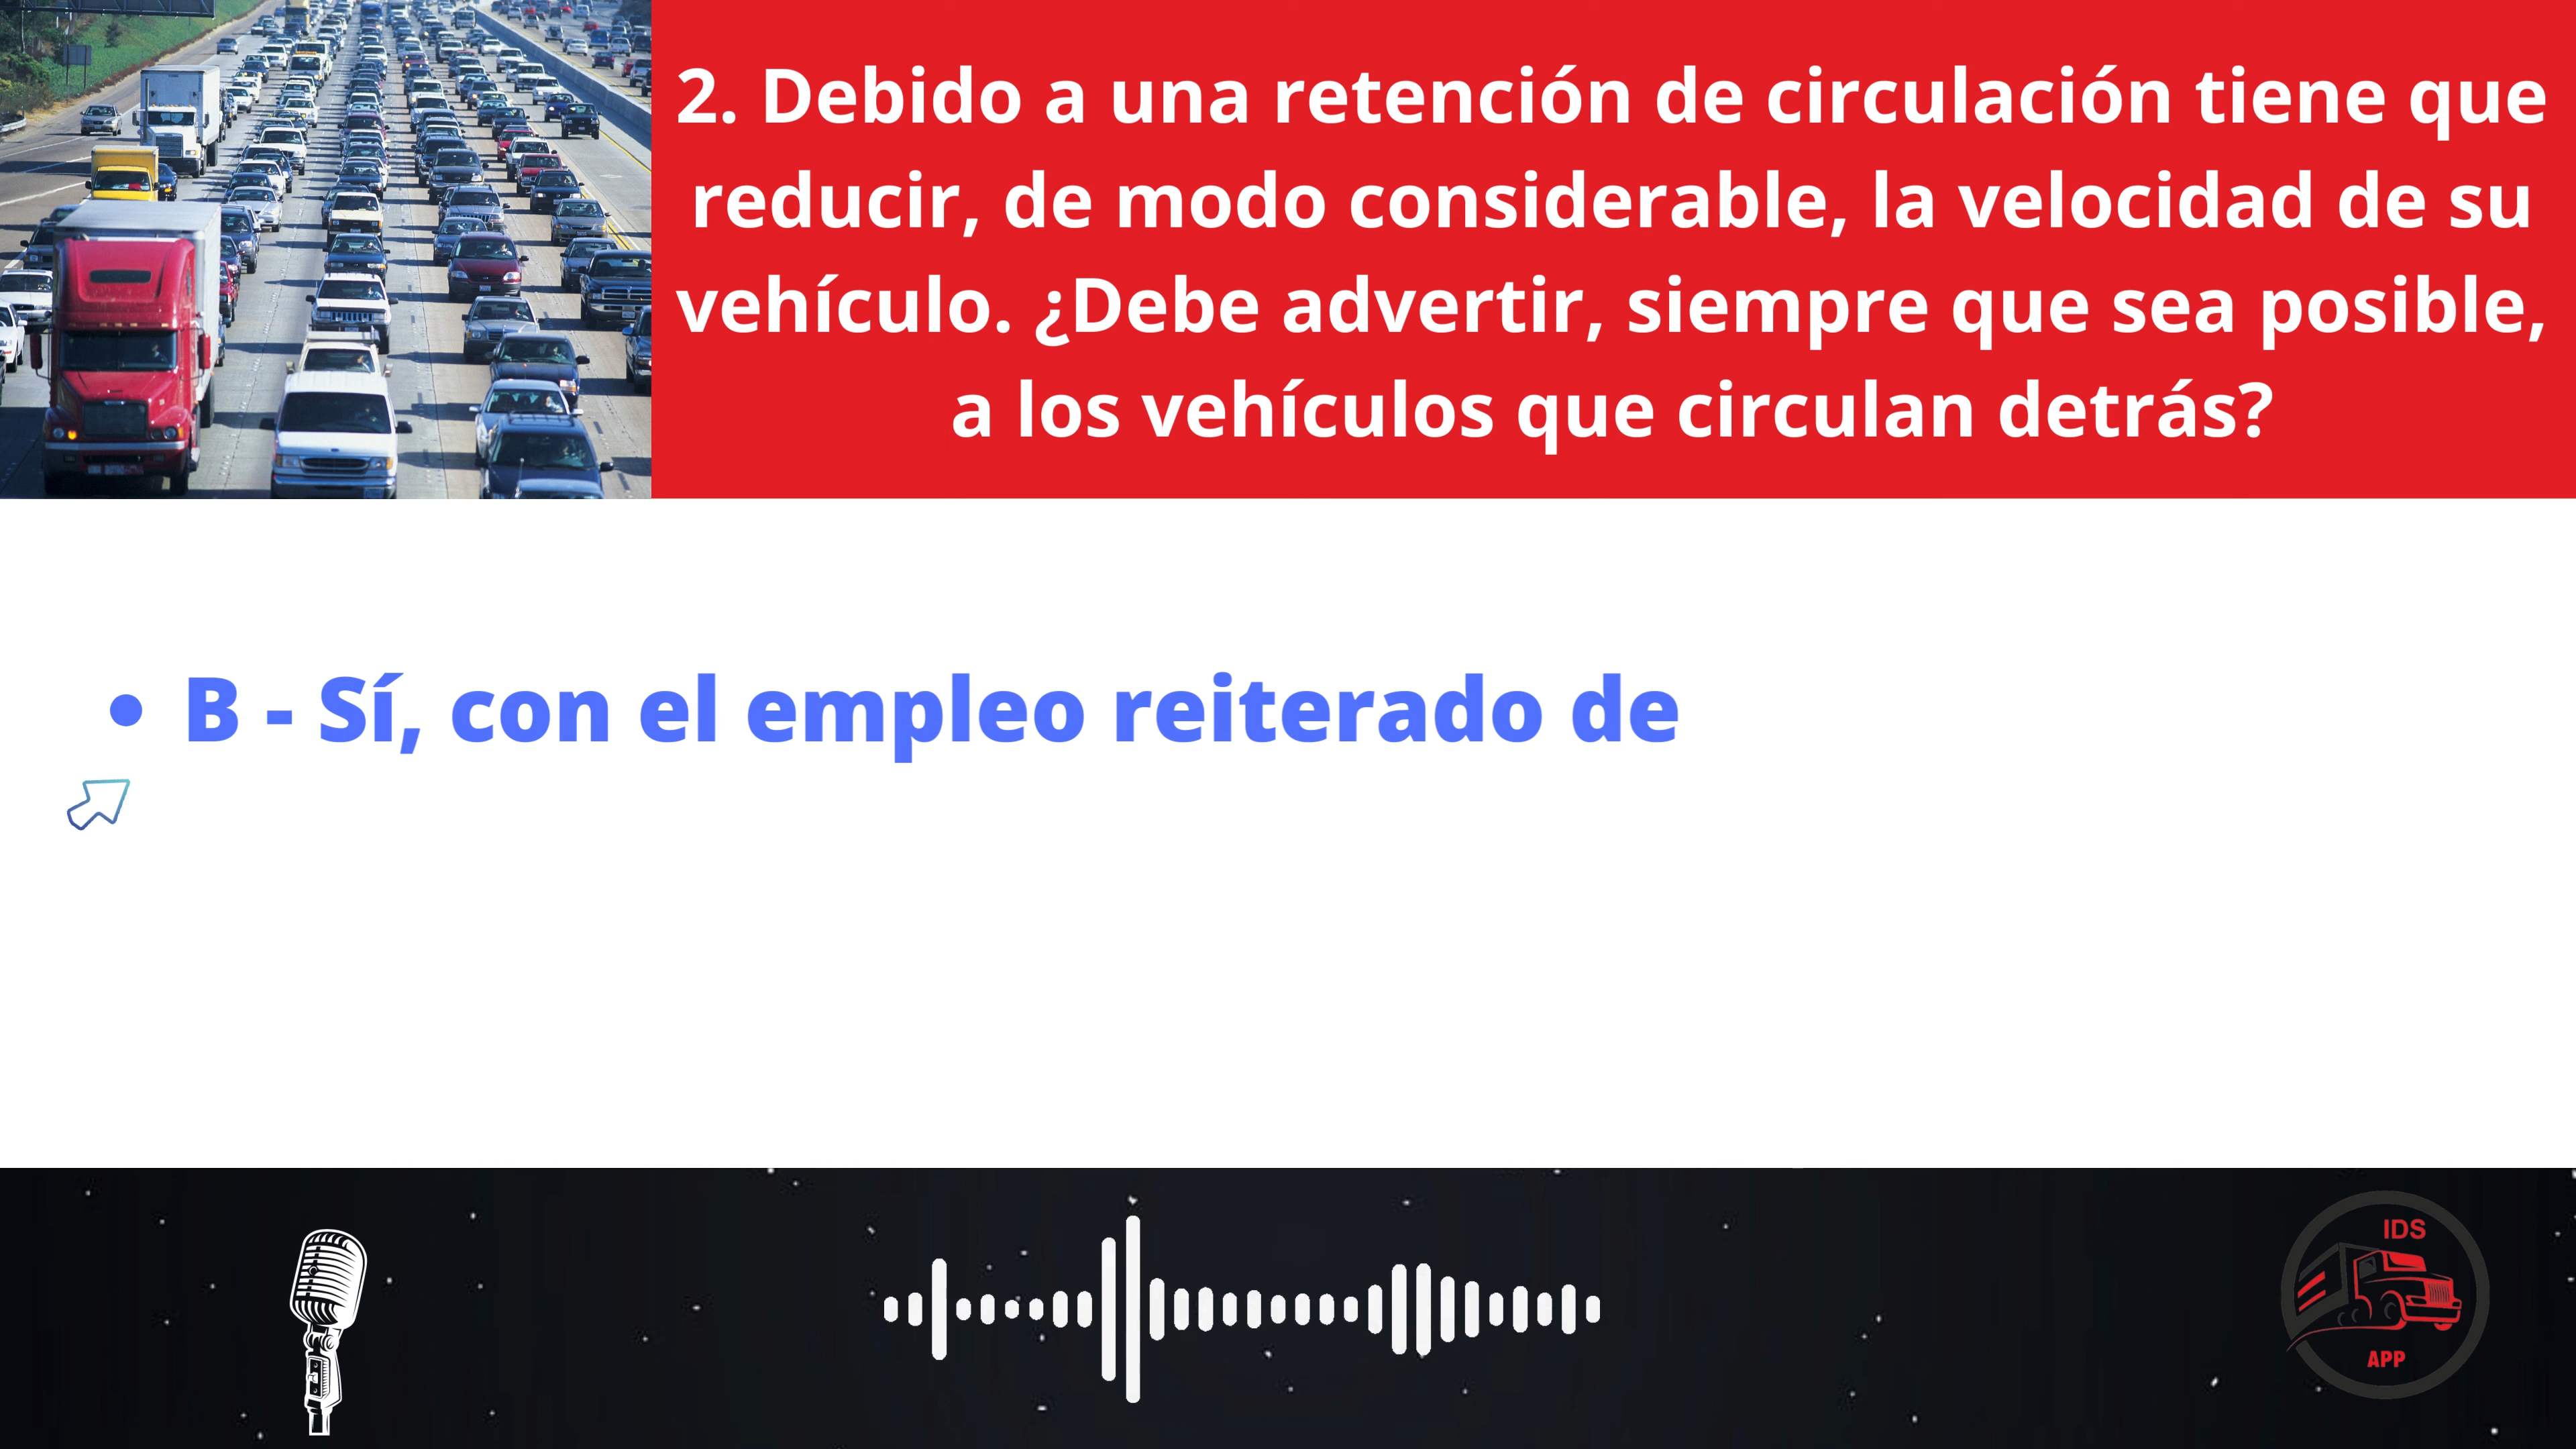 2. Debido a una retención de circulación tiene que
reducir, de modo considerable, la velocidad de su
vehículo. ¿Debe advertir, siempre que sea posible,
a los vehículos que circulan detrás?
• B - Sí, con el empleo reiterado de
IDS
APP